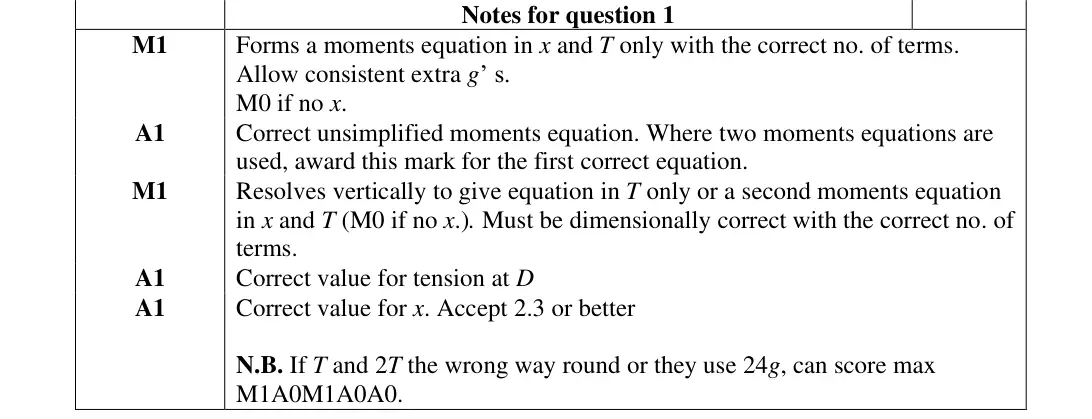 Notes for question 1
M1 Forms a moments equation in x and T only with the correct no. of terms.
Allow consistent extra g’ s.
M0 if no x.
A1 Correct unsimplified moments equation. Where two moments equations are
used, award this mark for the first correct equation.
M1 Resolves vertically to give equation in T only or a second moments equation
in x and T (M0 if no x.). Must be dimensionally correct with the correct no. of
terms.
A1 Correct value for tension at D
A1 Correct value for x. Accept 2.3 or better
N.B. If T and 2T the wrong way round or they use 24g, can score max
M1A0M1A0A0.